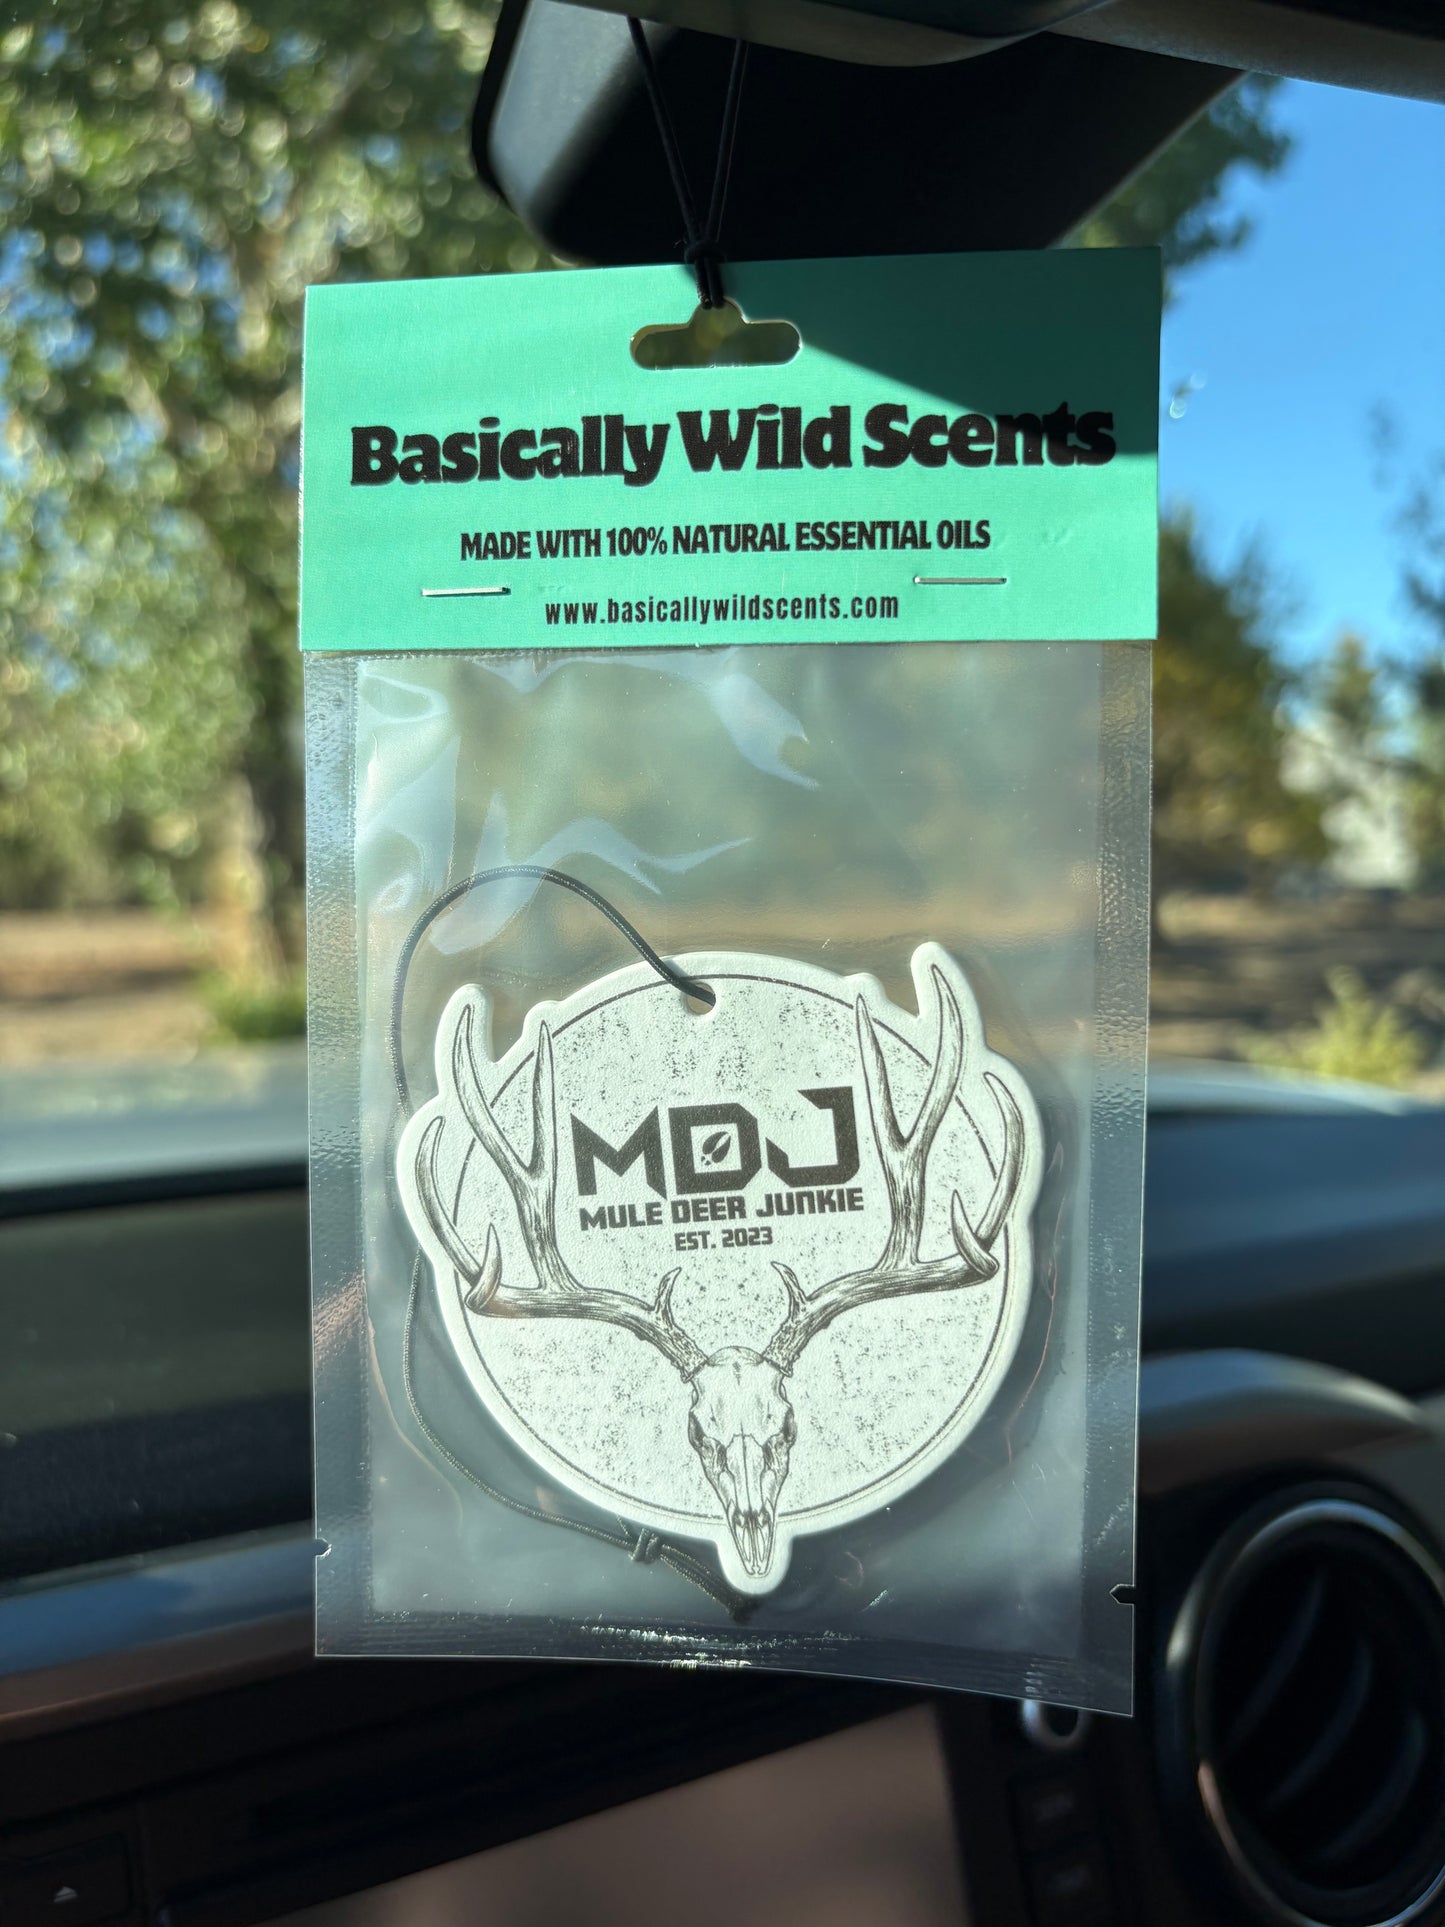 Basically Wild Scents
MADE WITH 100% NATURAL ESSENTIAL OILS
www.basicallywildscents.com
MDJ
MULE DEER JUNKIE
EST. 2023